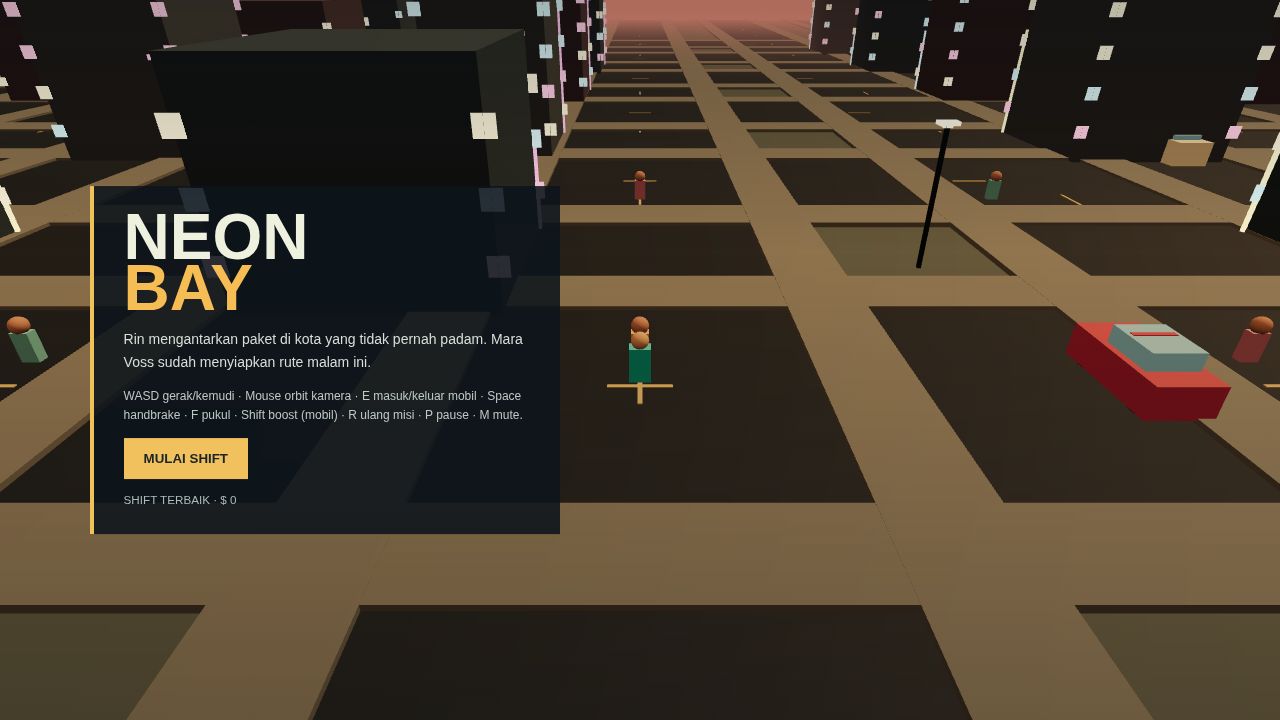 NEON
BAY
Rin mengantarkan paket di kota yang tidak pernah padam. Mara
Voss sudah menyiapkan rute malam ini.
WASD gerak/kemudi · Mouse orbit kamera · E masuk/keluar mobil · Space
handbrake · F pukul · Shift boost (mobil) · R ulang misi · P pause · M mute.
MULAI SHIFT
SHIFT TERBAIK · $ 0